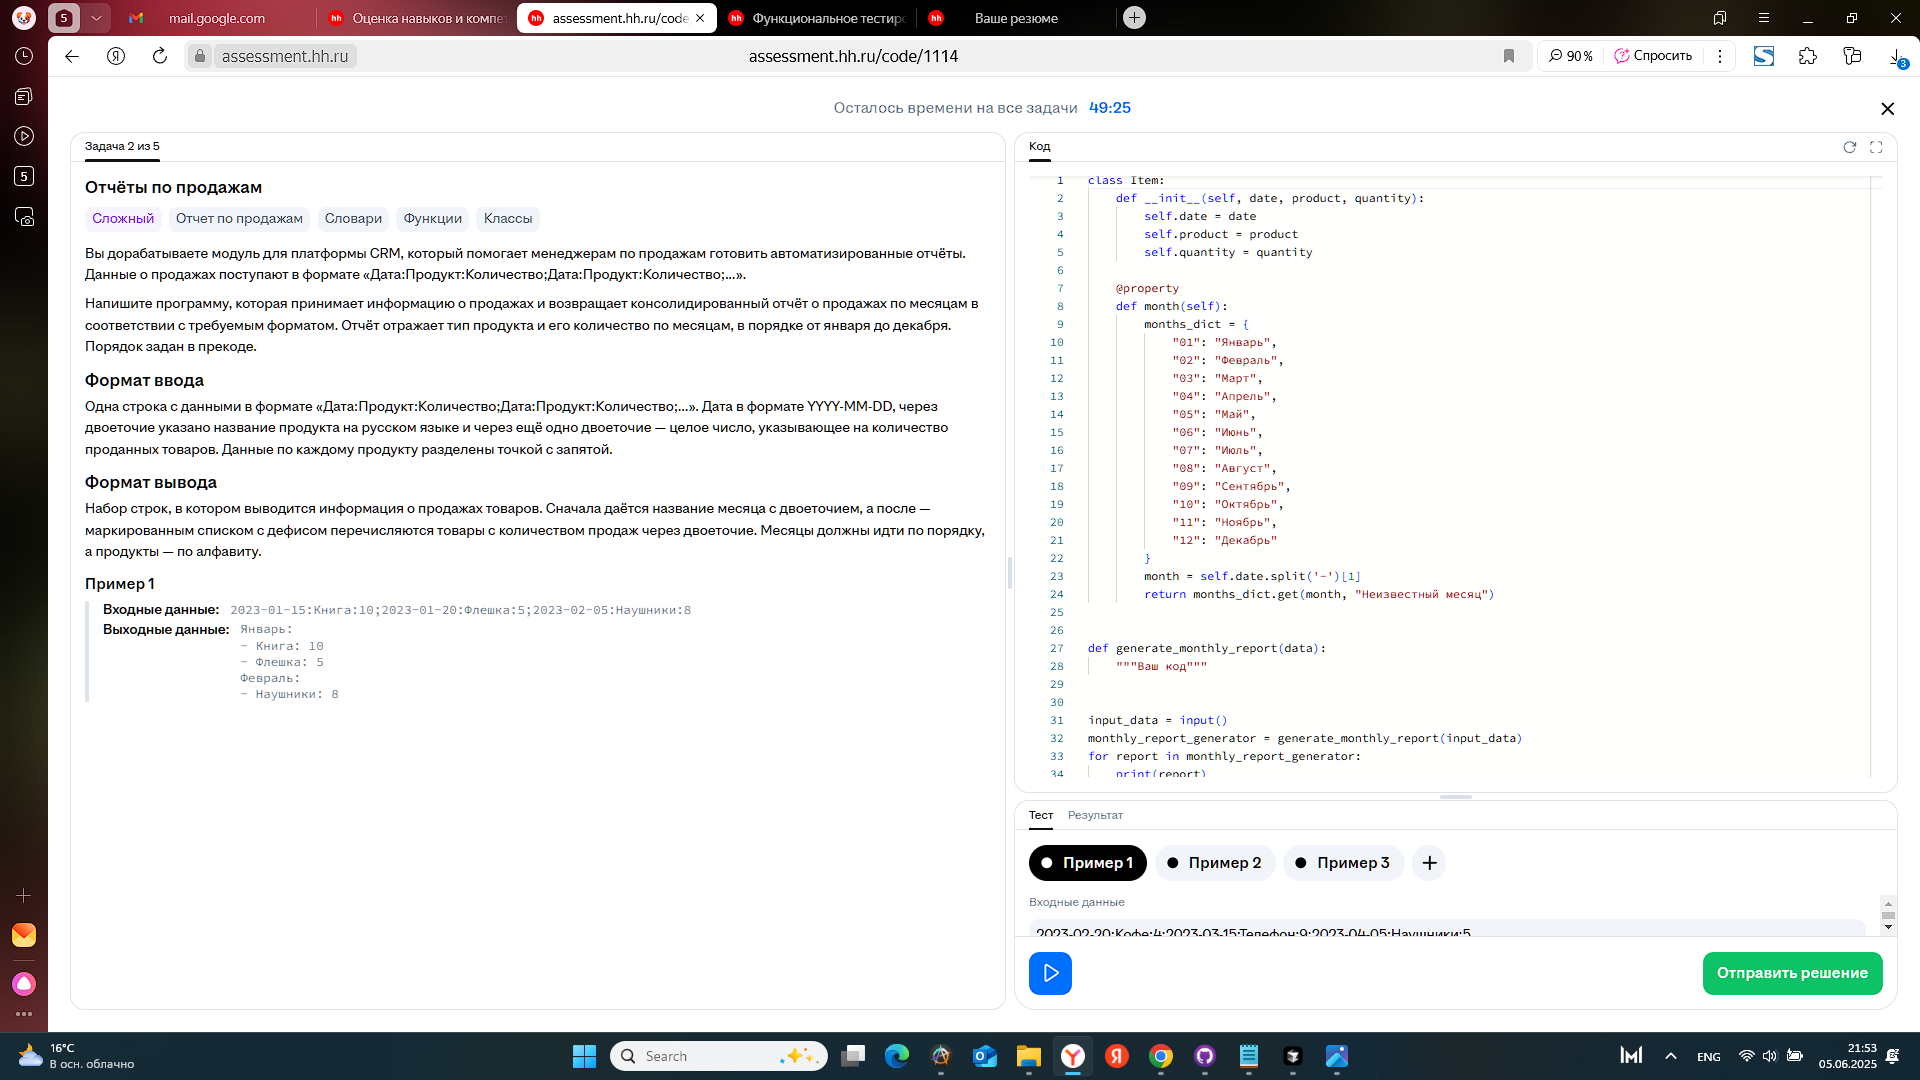 5
mail.google.com
Оценка навыков и компет
assessment.hh.ru/code
Функциональное тестиро
Ваше резюме
assessment.hh.ru
assessment.hh.ru/code/1114
90 %
Спросить
3
5
Осталось времени на все задачи 49:25
Задача 2 из 5
Отчёты по продажам
Сложный
Отчет по продажам
Словари
Функции
Классы
Вы дорабатываете модуль для платформы CRM, который помогает менеджерам по продажам готовить автоматизированные отчёты.
Данные о продажах поступают в формате «Дата:Продукт:Количество;Дата:Продукт:Количество;…».
Напишите программу, которая принимает информацию о продажах и возвращает консолидированный отчёт о продажах по месяцам в
соответствии с требуемым форматом. Отчёт отражает тип продукта и его количество по месяцам, в порядке от января до декабря.
Порядок задан в прекоде.
Формат ввода
Одна строка с данными в формате «Дата:Продукт:Количество;Дата:Продукт:Количество;…». Дата в формате YYYY-MM-DD, через
двоеточие указано название продукта на русском языке и через ещё одно двоеточие — целое число, указывающее на количество
проданных товаров. Данные по каждому продукту разделены точкой с запятой.
Формат вывода
Набор строк, в котором выводится информация о продажах товаров. Сначала даётся название месяца с двоеточием, а после —
маркированным списком с дефисом перечисляются товары с количеством продаж через двоеточие. Месяцы должны идти по порядку,
а продукты — по алфавиту.
Пример 1
Входные данные: 2023-01-15:Книга:10;2023-01-20:Флешка:5;2023-02-05:Наушники:8
Выходные данные: Январь:
- Книга: 10
- Флешка: 5
Февраль:
- Наушники: 8
Код
1 class Item:
2 def __init__(self, date, product, quantity):
3 self.date = date
4 self.product = product
5 self.quantity = quantity
6
7 @property
8 def month(self):
9 months_dict = {
10 "01": "Январь",
11 "02": "Февраль",
12 "03": "Март",
13 "04": "Апрель",
14 "05": "Май",
15 "06": "Июнь",
16 "07": "Июль",
17 "08": "Август",
18 "09": "Сентябрь",
19 "10": "Октябрь",
20 "11": "Ноябрь",
21 "12": "Декабрь"
22 }
23 month = self.date.split('-')[1]
24 return months_dict.get(month, "Неизвестный месяц")
25
26
27 def generate_monthly_report(data):
28 """Ваш код"""
29
30
31 input_data = input()
32 monthly_report_generator = generate_monthly_report(input_data)
33 for report in monthly_report_generator:
34 print(report)
Тест
Результат
Пример 1
Пример 2
Пример 3
Входные данные
2023-02-20:Кофе:4;2023-03-15:Телефон:9;2023-04-05:Наушники:5
Отправить решение
16°C
В осн. облачно
Search
ENG
21:53
05.06.2025